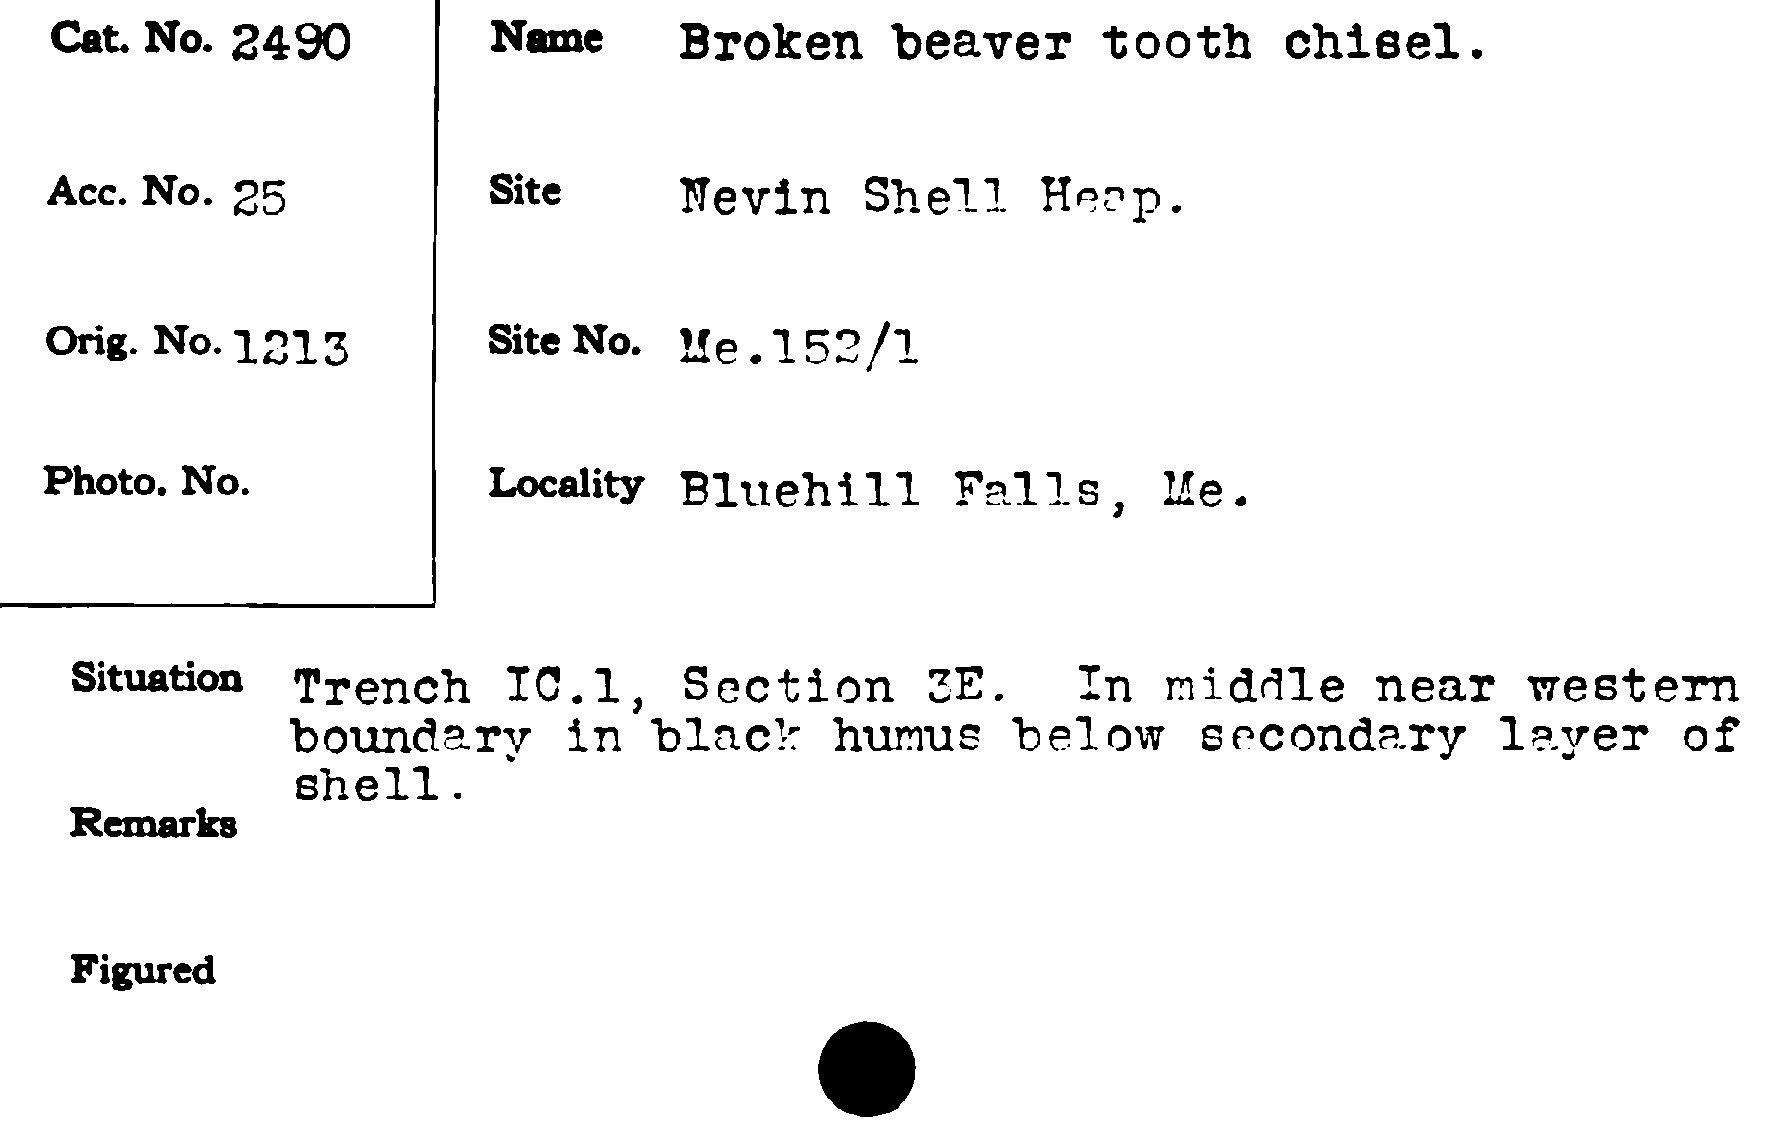 Cat. No. 2490
Name Broken beaver tooth chisel.
Acc. No. 25
Site Nevin Shell Heap.
Orig. No. 1213
Site No. Me.152/1
Photo. No.
Locality Bluehill Falls, Me.
Situation Trench IC.1, Section 3E. In middle near western
boundary in black humus below secondary layer of
shell.
Remarks
Figured